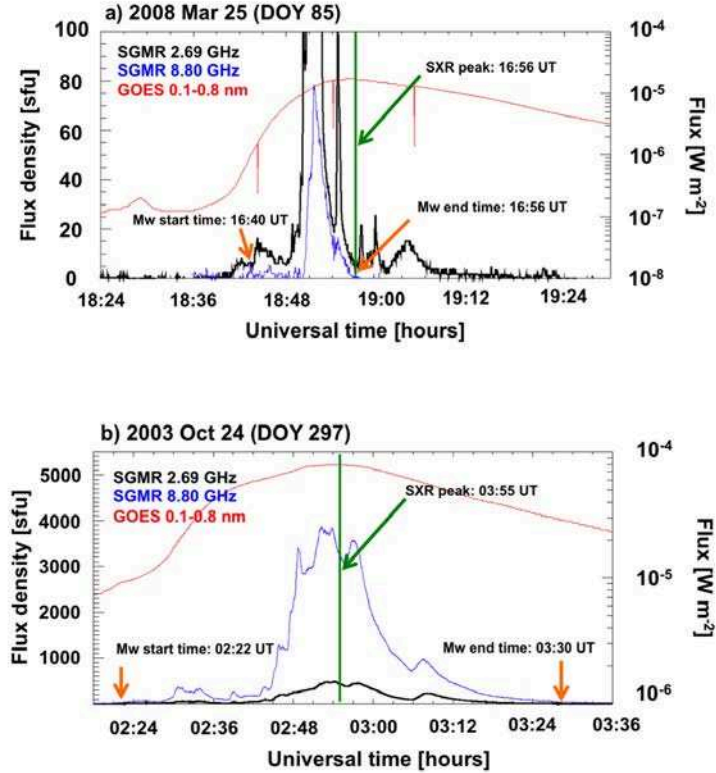 a) 2008 Mar 25 (DOY 85)
SGMR 2.69 GHz
SGMR 8.80 GHz
GOES 0.1-0.8 nm
SXR peak: 16:56 UT
Mw start time: 16:40 UT
Mw end time: 16:56 UT
Flux density [sfu]
100
80
60
40
20
0
Flux [W m-2]
10-4
10-5
10-6
10-7
10-8
18:24 18:36 18:48 19:00 19:12 19:24
Universal time [hours]
b) 2003 Oct 24 (DOY 297)
SGMR 2.69 GHz
SGMR 8.80 GHz
GOES 0.1-0.8 nm
SXR peak: 03:55 UT
Mw start time: 02:22 UT
Mw end time: 03:30 UT
Flux density [sfu]
5000
4000
3000
2000
1000
Flux [W m-2]
10-4
10-5
10-6
02:24 02:36 02:48 03:00 03:12 03:24 03:36
Universal time [hours]